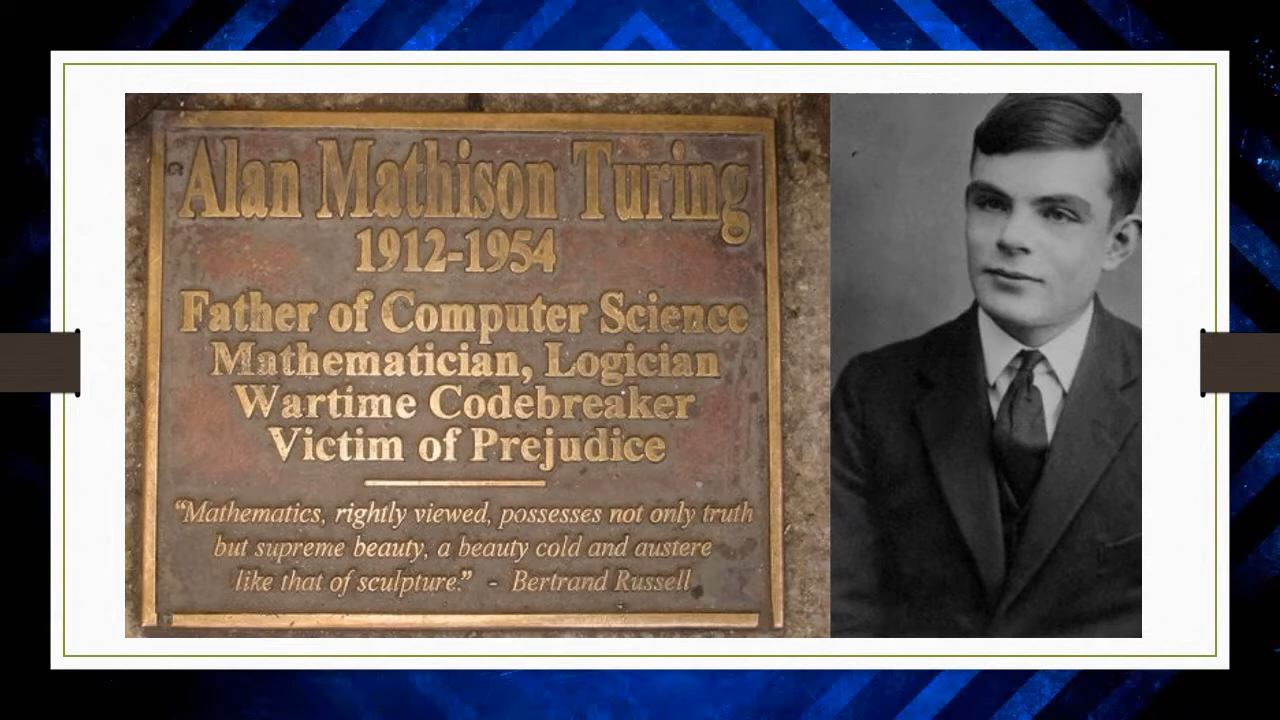 Alan Mathison Turing
1912-1954
Father of Computer Science
Mathematician, Logician
Wartime Codebreaker
Victim of Prejudice
“Mathematics, rightly viewed, possesses not only truth
but supreme beauty, a beauty cold and austere
like that of sculpture.” - Bertrand Russell